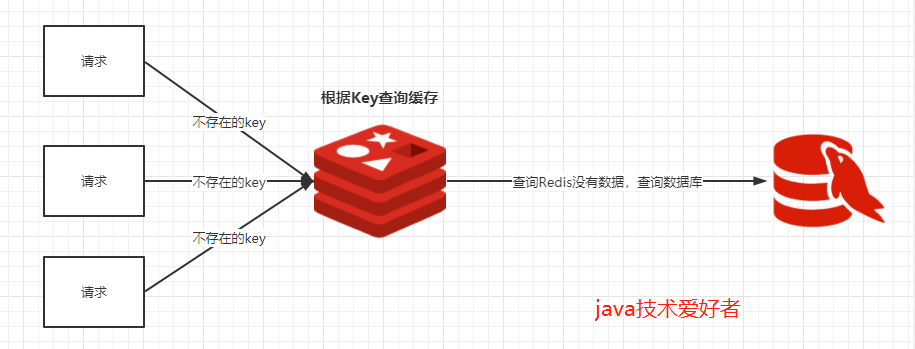 请求
不存在的key
根据Key查询缓存
请求
不存在的key
查询Redis没有数据，查询数据库
不存在的key
请求
java技术爱好者